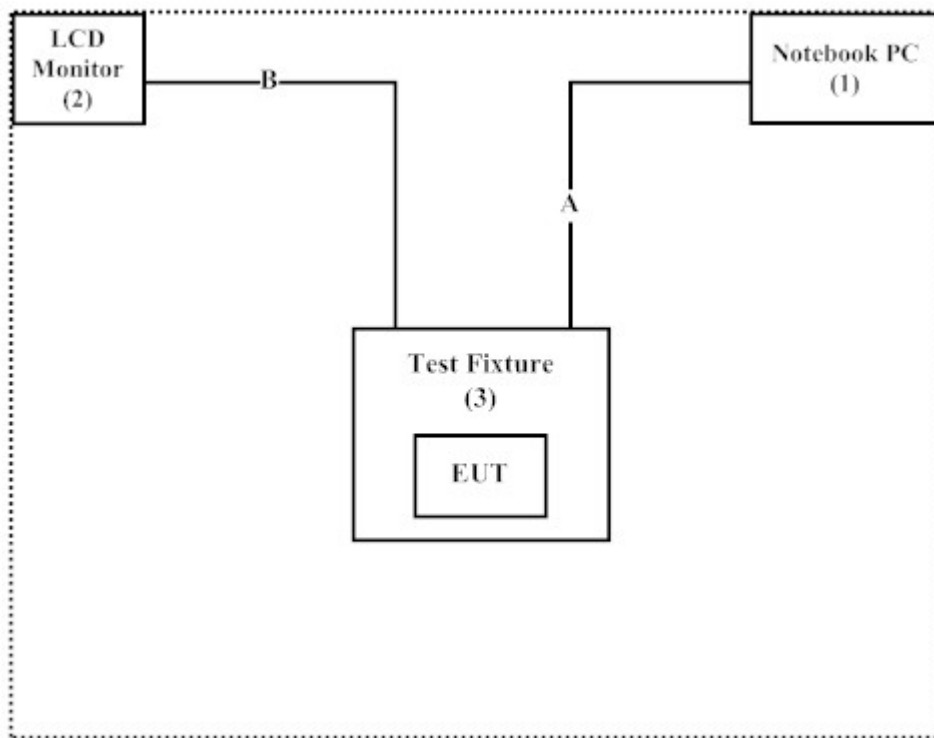 LCD
Monitor
(2)
Notebook PC
(1)
B
A
Test Fixture
(3)
EUT